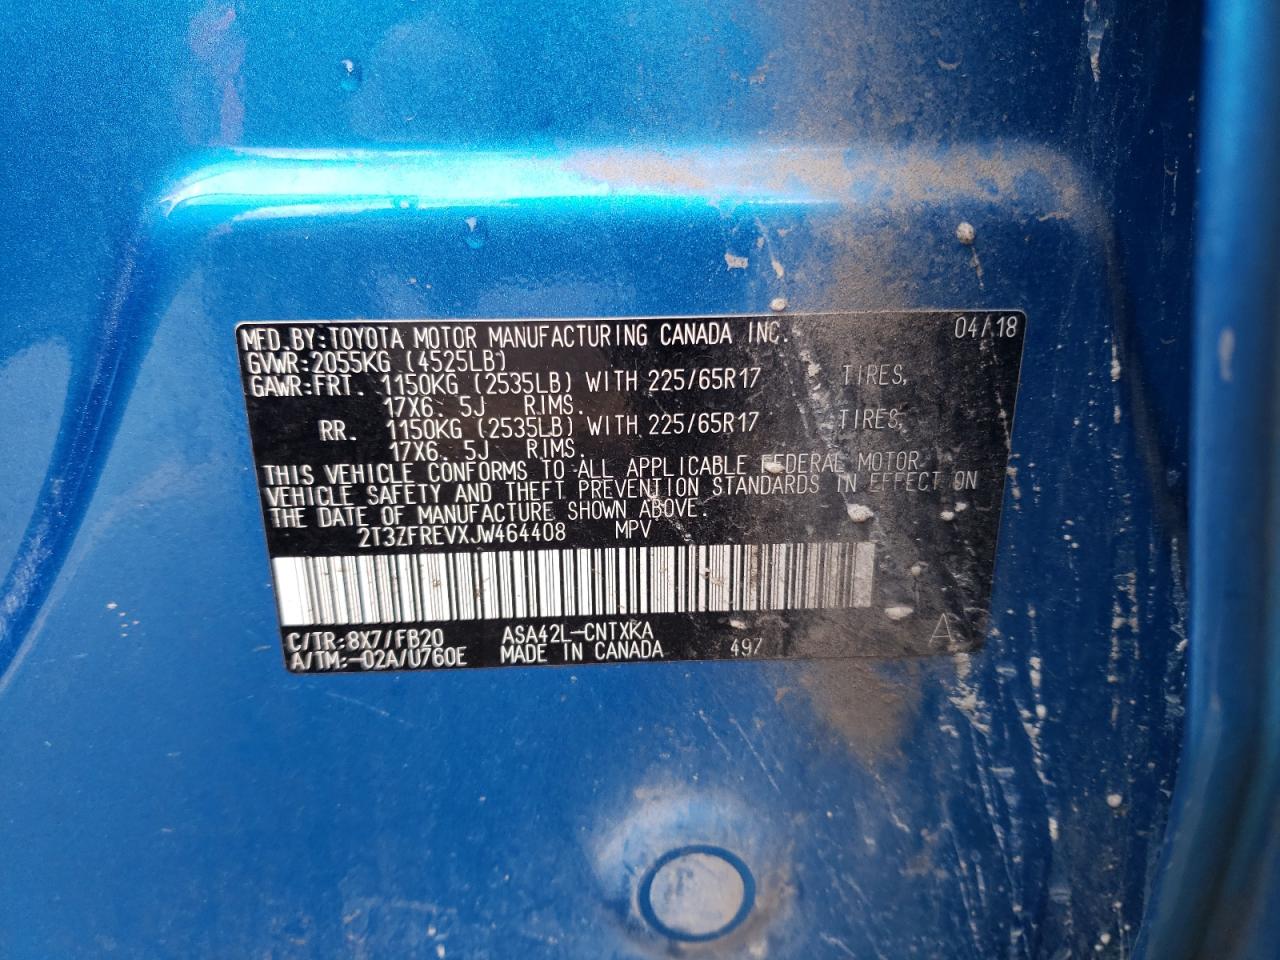 MFD.BY:TOYOTA MOTOR MANUFACTURING CANADA INC. 04/18
GVWR:2055KG (4525LB)
GAWR:FRT. 1150KG (2535LB) WITH 225/65R17 TIRES,
17X6. 5J RIMS.
RR. 1150KG (2535LB) WITH 225/65R17 TIRES,
17X6. 5J RIMS.
THIS VEHICLE CONFORMS TO ALL APPLICABLE FEDERAL MOTOR
VEHICLE SAFETY AND THEFT PREVENTION STANDARDS IN EFFECT ON
THE DATE OF MANUFACTURE SHOWN ABOVE.
2T3ZFREVXJW464408 MPV
C/TR:8X7/FB20 ASA42L-CNTXKA
A/TM:-02A/U760E MADE IN CANADA 497 A